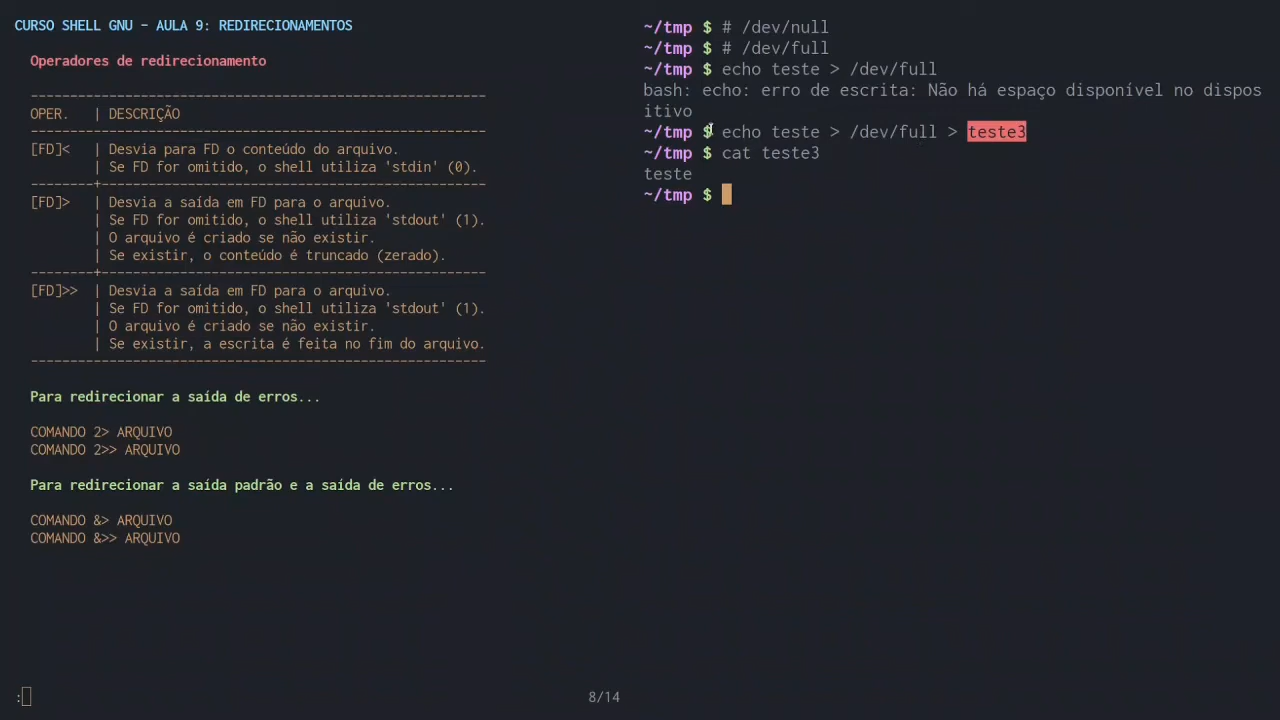 CURSO SHELL GNU - AULA 9: REDIRECIONAMENTOS
Operadores de redirecionamento
----------------------------------------------------------
OPER.   | DESCRIÇÃO
----------------------------------------------------------
[FD]<   | Desvia para FD o conteúdo do arquivo.
        | Se FD for omitido, o shell utiliza 'stdin' (0).
--------+-------------------------------------------------
[FD]>   | Desvia a saída em FD para o arquivo.
        | Se FD for omitido, o shell utiliza 'stdout' (1).
        | O arquivo é criado se não existir.
        | Se existir, o conteúdo é truncado (zerado).
--------+-------------------------------------------------
[FD]>>  | Desvia a saída em FD para o arquivo.
        | Se FD for omitido, o shell utiliza 'stdout' (1).
        | O arquivo é criado se não existir.
        | Se existir, a escrita é feita no fim do arquivo.
----------------------------------------------------------
Para redirecionar a saída de erros...
COMANDO 2> ARQUIVO
COMANDO 2>> ARQUIVO
Para redirecionar a saída padrão e a saída de erros...
COMANDO &> ARQUIVO
COMANDO &>> ARQUIVO
:
8/14
~/tmp $ # /dev/null
~/tmp $ # /dev/full
~/tmp $ echo teste > /dev/full
bash: echo: erro de escrita: Não há espaço disponível no dispos
itivo
~/tmp $ echo teste > /dev/full > teste3
~/tmp $ cat teste3
teste
~/tmp $